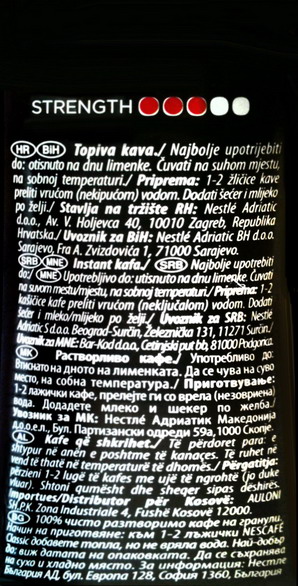 STRENGTH
HR BIH Topiva kava./ Najbolje upotrijebiti
do: otisnuto na dnu limenke. Čuvati na suhom mjestu,
na sobnoj temperaturi./ Priprema: 1-2 žličice kave
preliti vrućom (nekipućom) vodom. Dodati šećer i mlijeko
po želji./ Stavlja na tržište RH: Nestlé Adriatic
d.o.o., Av. V. Holjevca 40, 10010 Zagreb, Republika
Hrvatska./ Uvoznik za BiH: Nestlé Adriatic BH d.o.o.
Sarajevo, Fra A. Zvizdovića 1, 71000 Sarajevo.
SRB MNE Instant kafa./ SRB Najbolje upotrebiti
do:/ MNE Upotrebljivo do: utisnuto na dnu limenke. Čuvati
na suvom mestu/mjestu, na sobnoj temperaturi./ Priprema: 1-2
kašičice kafe preliti vrućom (neključalom) vodom. Dodati
šećer i mleko/mlijeko po želji./ Uvoznik za SRB: Nestlé
Adriatic S d.o.o. Beograd-Surčin, Železnička 131, 11271 Surčin./
Uvoznik za MNE: Bar-Kod d.o.o., Cetinjski put bb, 81000 Podgorica.
MK Растворливо кафе./ Употребливо до:
Втиснато на дното на лименката. Да се чува на суво
место, на собна температура./ Приготвување:
1-2 лажички кафе, прелејте ги со врела (незовриена)
вода. Додадете млеко и шекер по желба./
Увозник за МК: Нестле Адриатик Македонија
д.о.о.е.л., Бул. Партизански одреди 59а, 1000 Скопје.
AL Kafe që shkrihet./ Të përdoret para: e
shtypur në anën e poshtme të kanaçes. Të ruhet në
vend të thatë në temperaturë të dhomës./ Përgatitja:
përzieni 1-2 lugë të kafes me ujë të ngrohtë (jo duke
vluar). Shtoni qumësht dhe sheqer sipas dëshirës.
Importues/Distributor për Kosovë: AULONI
SH.P.K. Zona Industriale 4, Fushë Kosovë 12000.
BG 100% чисто разтворимо кафе на гранули.
Начин на приготвяне: към 1-2 лъжички NESCAFÉ
Classic добавете топла, но не вряла вода. Най-добър
до: виж датата на опаковката. Да се съхранява
на сухо и хладно място. За информация: Нестле
България АД, бул. Европа 128, София 1360. България